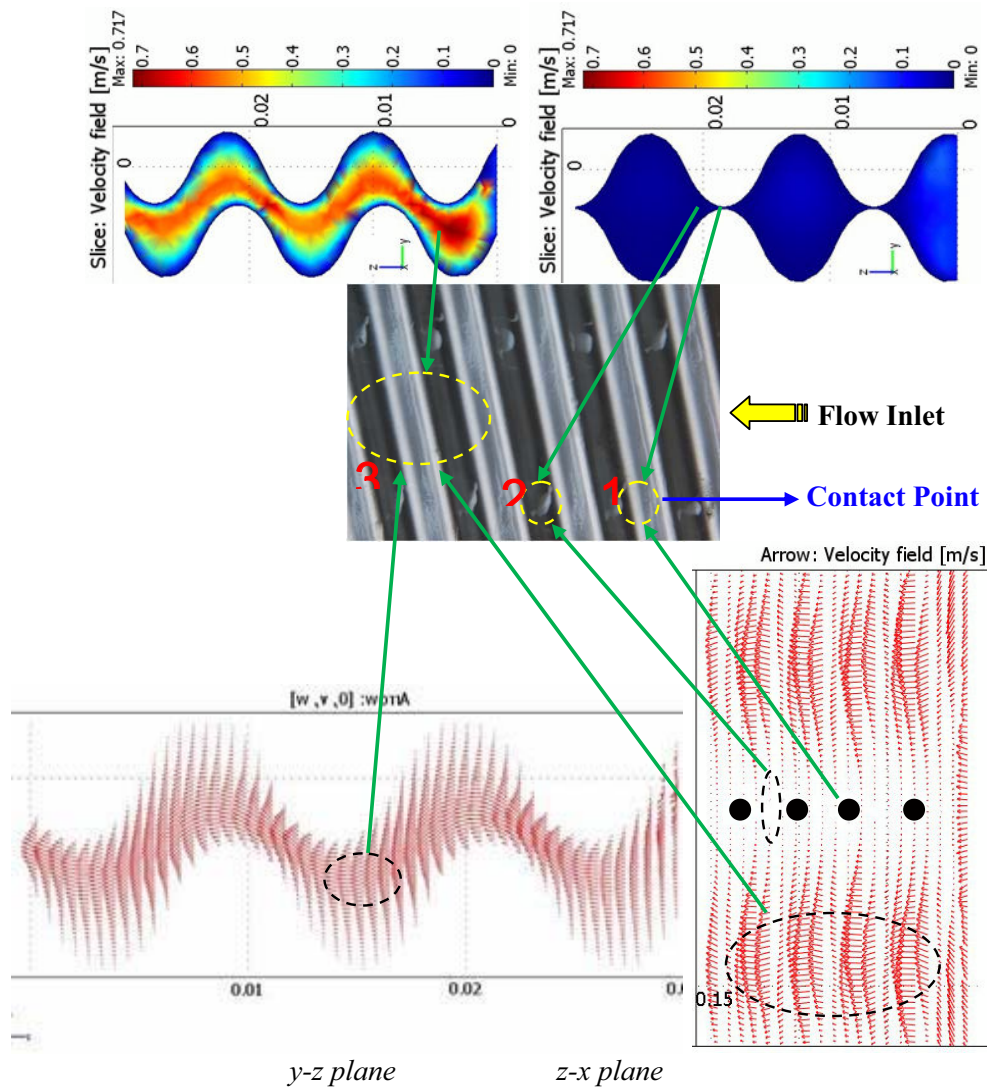 Max: 0.717
0.7
0.6
0.5
0.4
0.3
0.2
0.1
Min: 0
Slice: Velocity field [m/s]
0
0.02
0.01
0
z
y
x
Max: 0.717
0.7
0.6
0.5
0.4
0.3
0.2
0.1
Min: 0
Slice: Velocity field [m/s]
0
0.02
0.01
0
z
y
x
Flow Inlet
3
2
1
Contact Point
Arrow: Velocity field [m/s]
Arrow: [0, v, w]
0.01
0.02
0.15
y-z plane
z-x plane